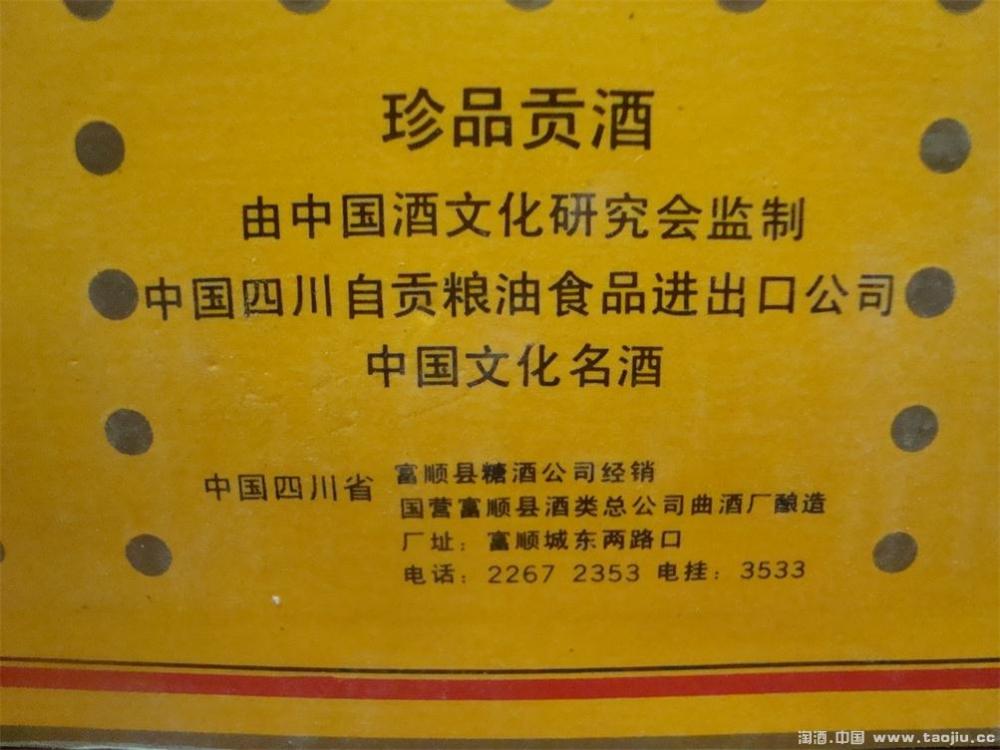 珍品贡酒
由中国酒文化研究会监制
中国四川自贡粮油食品进出口公司
中国文化名酒
中国四川省
富顺县糖酒公司经销
国营富顺县酒类总公司曲酒厂酿造
厂址：富顺城东两路口
电话：2267 2353 电挂：3533
淘酒.中国 www.taojiu.cc